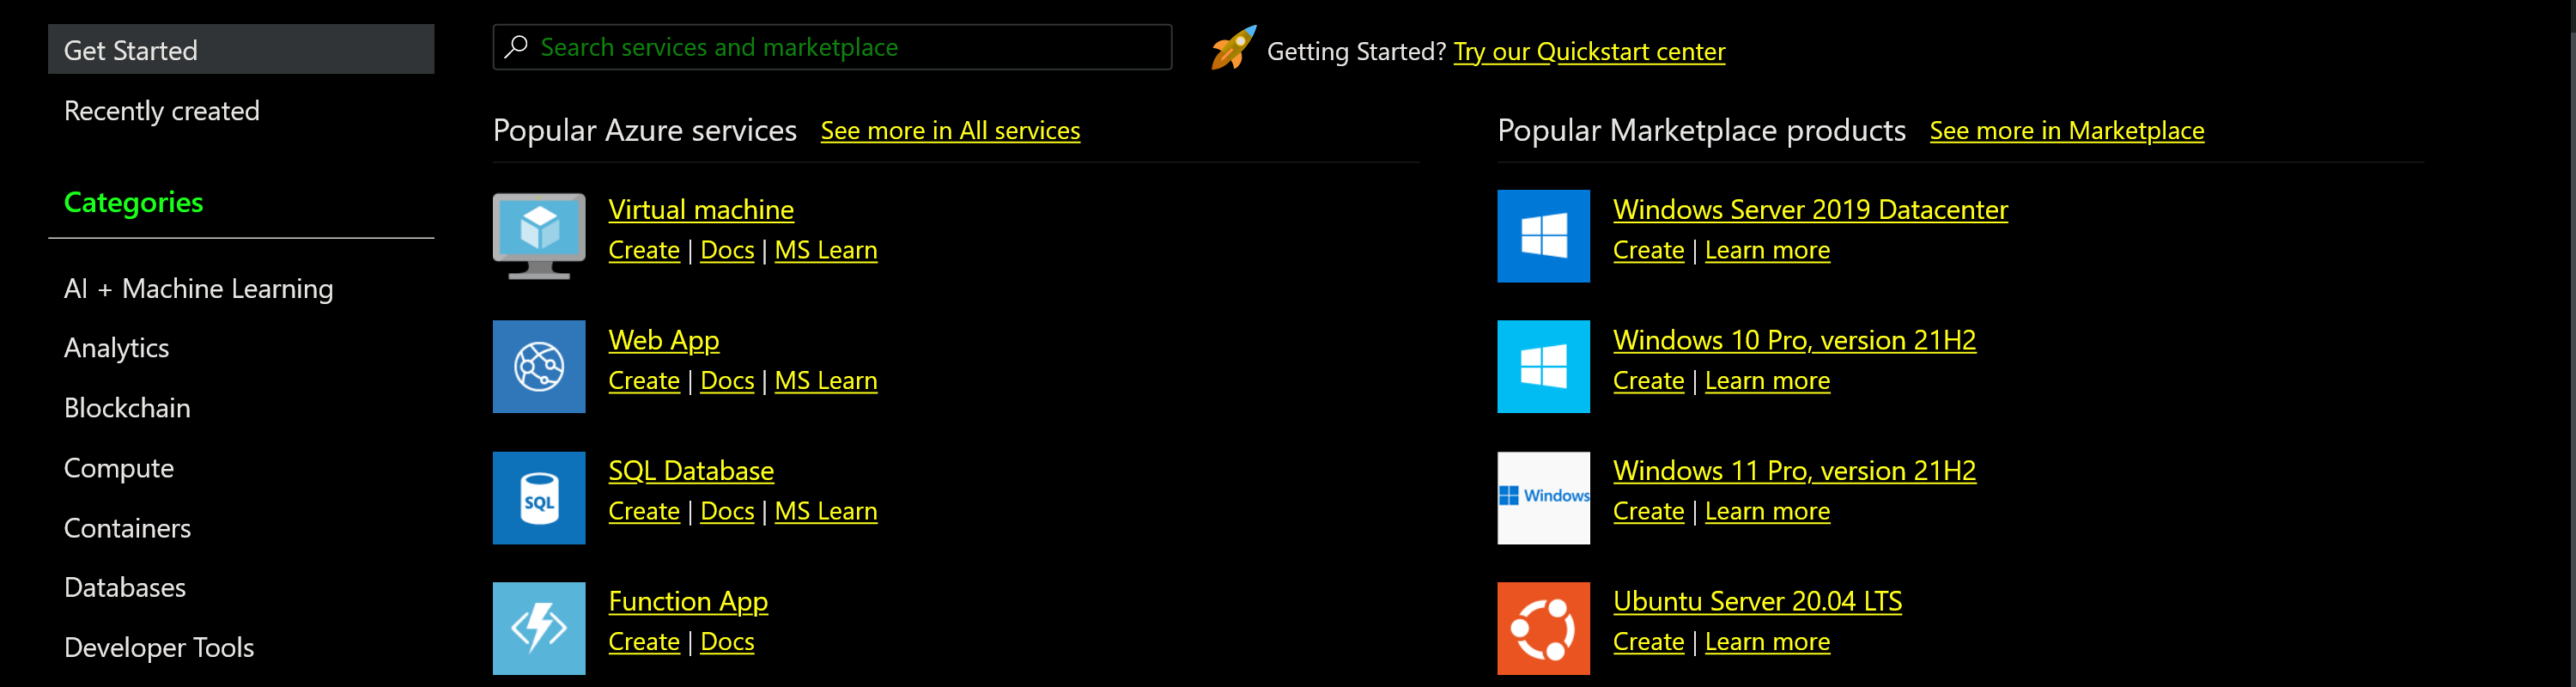 Get Started
Recently created
Categories
AI + Machine Learning
Analytics
Blockchain
Compute
Containers
Databases
Developer Tools
Search services and marketplace
Getting Started? Try our Quickstart center
Popular Azure services See more in All services
Virtual machine
Create | Docs | MS Learn
Web App
Create | Docs | MS Learn
SQL
SQL Database
Create | Docs | MS Learn
Function App
Create | Docs
Popular Marketplace products See more in Marketplace
Windows Server 2019 Datacenter
Create | Learn more
Windows 10 Pro, version 21H2
Create | Learn more
Windows
Windows 11 Pro, version 21H2
Create | Learn more
Ubuntu Server 20.04 LTS
Create | Learn more